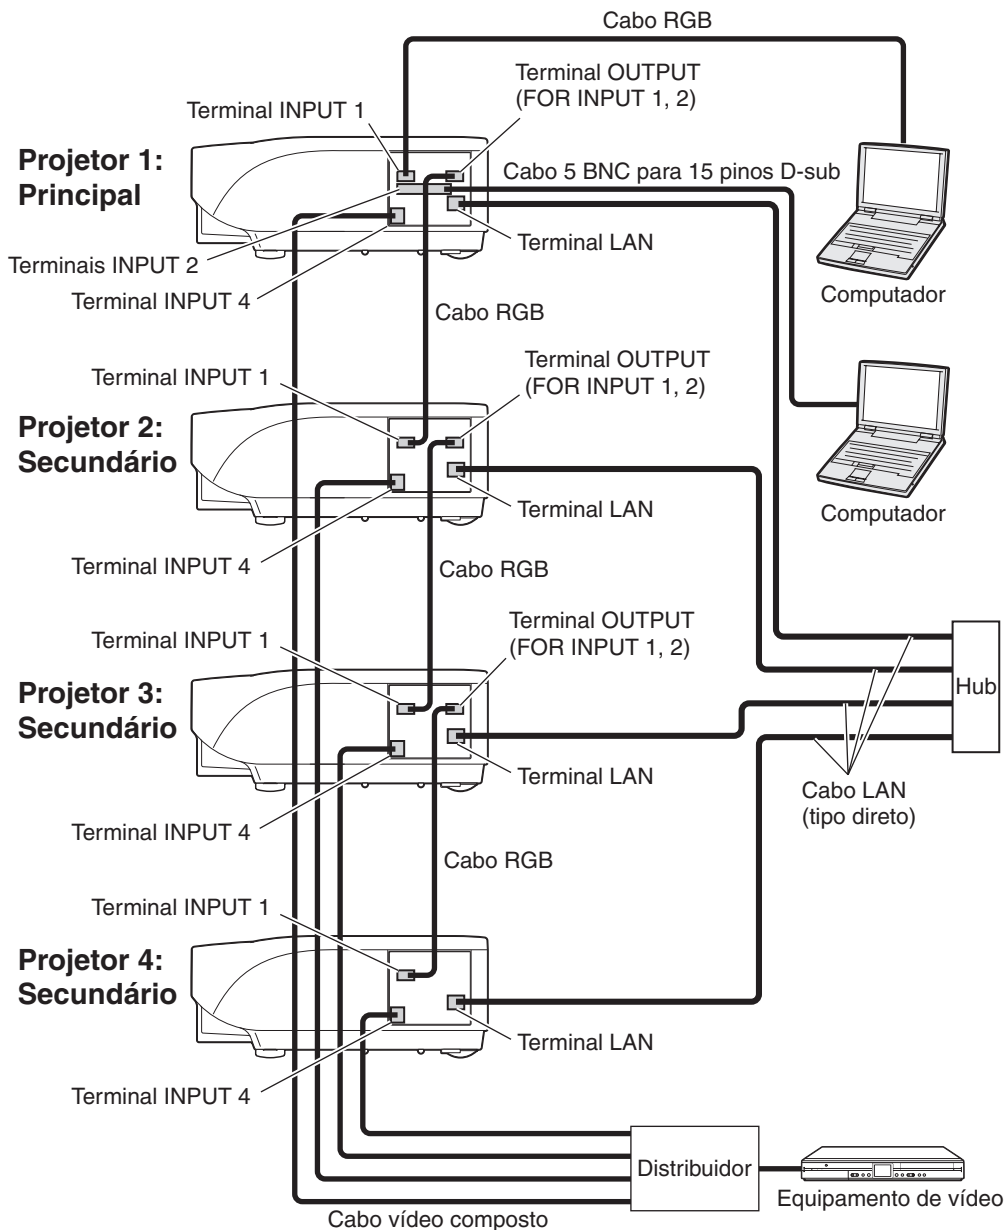 Cabo RGB
Terminal OUTPUT
(FOR INPUT 1, 2)
Terminal INPUT 1
Projetor 1:
Principal
Cabo 5 BNC para 15 pinos D-sub
Terminal LAN
Terminais INPUT 2
Terminal INPUT 4
Computador
Cabo RGB
Terminal OUTPUT
(FOR INPUT 1, 2)
Terminal INPUT 1
Projetor 2:
Secundário
Terminal LAN
Computador
Terminal INPUT 4
Cabo RGB
Terminal OUTPUT
(FOR INPUT 1, 2)
Terminal INPUT 1
Projetor 3:
Secundário
Hub
Terminal LAN
Cabo LAN
(tipo direto)
Terminal INPUT 4
Cabo RGB
Terminal INPUT 1
Projetor 4:
Secundário
Terminal LAN
Terminal INPUT 4
Distribuidor
Equipamento de vídeo
Cabo vídeo composto